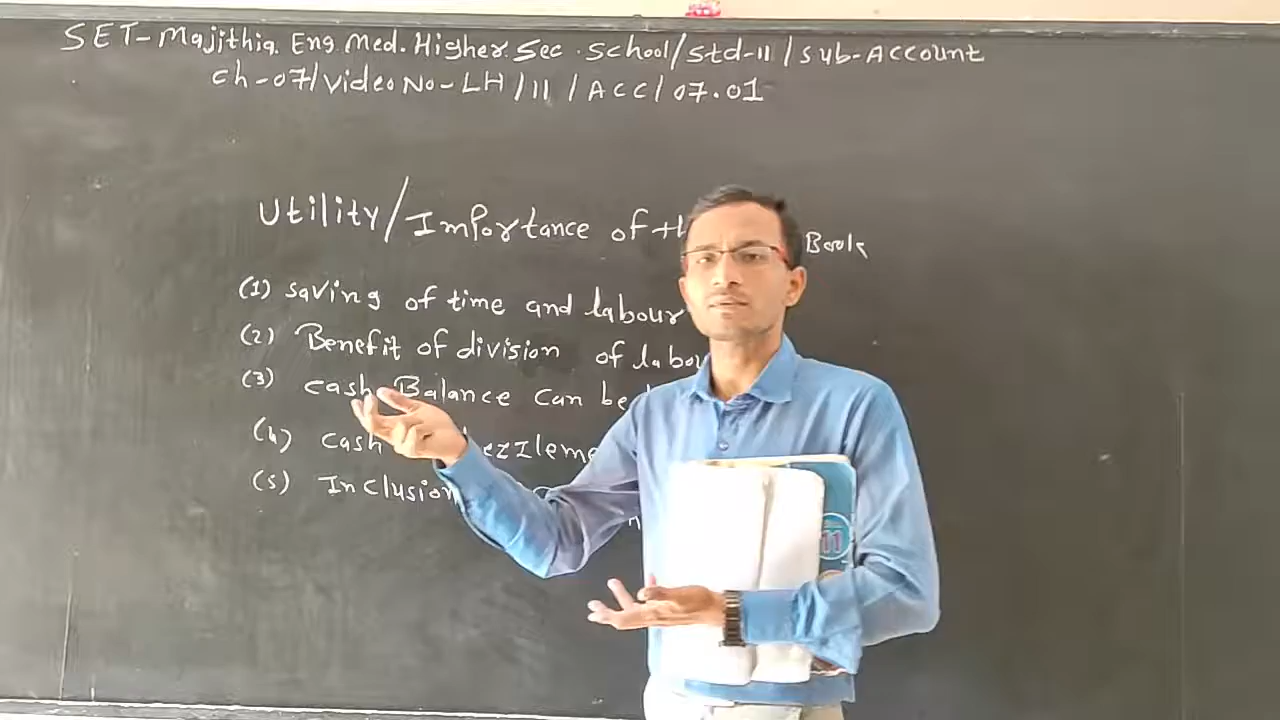 SET-Majithia Eng. Med. Higher. Sec. School/Std-11/Sub-Account
Ch-07/Video No-LH/11/ACC/07.01
Utility/Importance of Book
(1) Saving of time and labour
(2) Benefit of division of
(3) Cash Balance can be
(4) Cash
(5) Inclusion
11